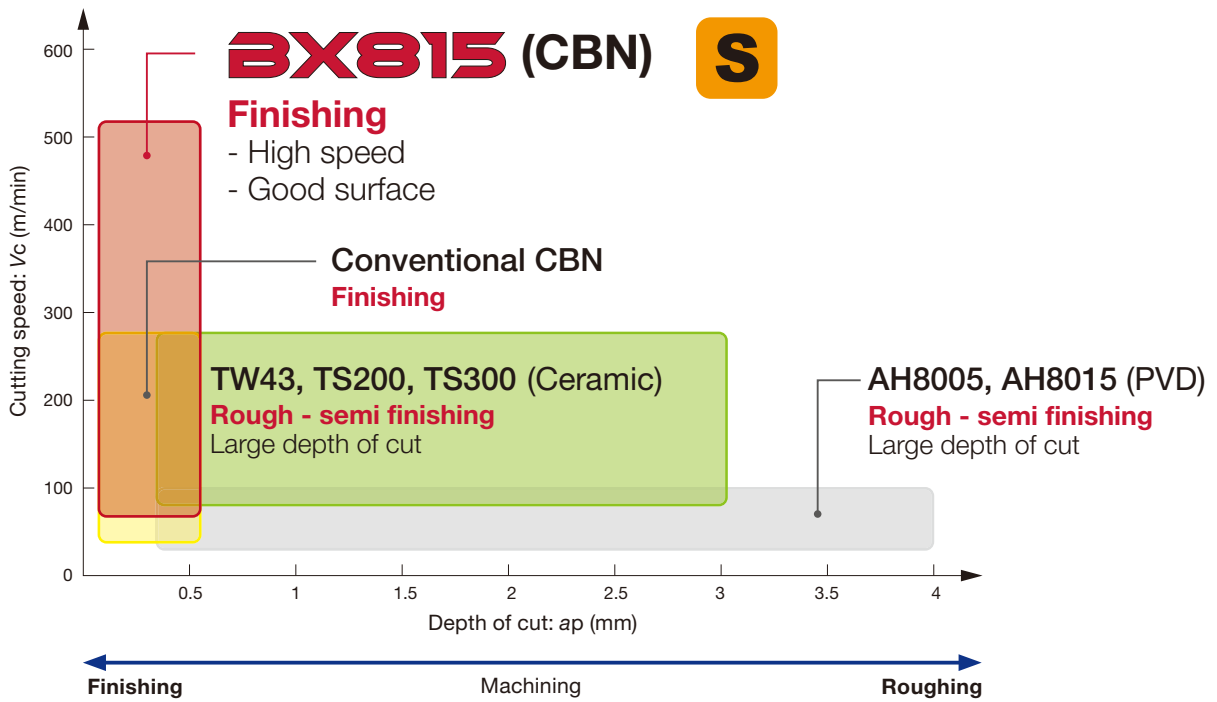 BX815 (CBN)
S
Finishing
- High speed
- Good surface
Conventional CBN
Finishing
TW43, TS200, TS300 (Ceramic)
Rough - semi finishing
Large depth of cut
AH8005, AH8015 (PVD)
Rough - semi finishing
Large depth of cut
Cutting speed: Vc (m/min)
600
500
400
300
200
100
0
0.5
1
1.5
2
2.5
3
3.5
4
Depth of cut: ap (mm)
Finishing
Machining
Roughing